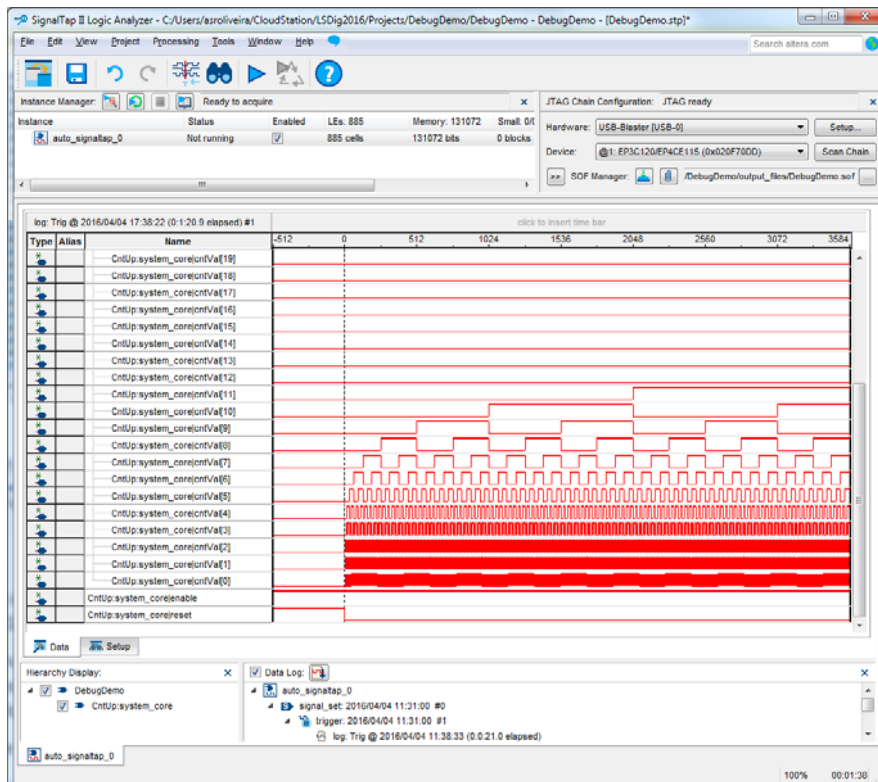 SignalTap II Logic Analyzer - C:/Users/asroliveira/CloudStation/LSDig2016/Projects/DebugDemo/DebugDemo - DebugDemo - [DebugDemo.stp]*
File Edit View Project Processing Tools Window Help
Search altera.com
Instance Manager: Ready to acquire
Instance Status Enabled LEs: 885 Memory: 131072 Small: 0/0
auto_signaltap_0 Not running 885 cells 131072 bits 0 blocks
JTAG Chain Configuration: JTAG ready
Hardware: USB-Blaster [USB-0] Setup...
Device: @1: EP3C120/EP4CE115 (0x020F70DD) Scan Chain
>> SOF Manager: /DebugDemo/output_files/DebugDemo.sof ...
log: Trig @ 2016/04/04 17:38:22 (0:1:20.9 elapsed) #1 click to insert time bar
Type Alias Name -512 0 512 1024 1536 2048 2560 3072 3584
CntUp:system_core|cntVal[19]
CntUp:system_core|cntVal[18]
CntUp:system_core|cntVal[17]
CntUp:system_core|cntVal[16]
CntUp:system_core|cntVal[15]
CntUp:system_core|cntVal[14]
CntUp:system_core|cntVal[13]
CntUp:system_core|cntVal[12]
CntUp:system_core|cntVal[11]
CntUp:system_core|cntVal[10]
CntUp:system_core|cntVal[9]
CntUp:system_core|cntVal[8]
CntUp:system_core|cntVal[7]
CntUp:system_core|cntVal[6]
CntUp:system_core|cntVal[5]
CntUp:system_core|cntVal[4]
CntUp:system_core|cntVal[3]
CntUp:system_core|cntVal[2]
CntUp:system_core|cntVal[1]
CntUp:system_core|cntVal[0]
CntUp:system_core|enable
CntUp:system_core|reset
Data Setup
Hierarchy Display:
DebugDemo
CntUp:system_core
Data Log:
auto_signaltap_0
signal_set: 2016/04/04 11:31:00 #0
trigger: 2016/04/04 11:31:00 #1
log: Trig @ 2016/04/04 11:38:33 (0:0:21.0 elapsed)
auto_signaltap_0
100% 00:01:38